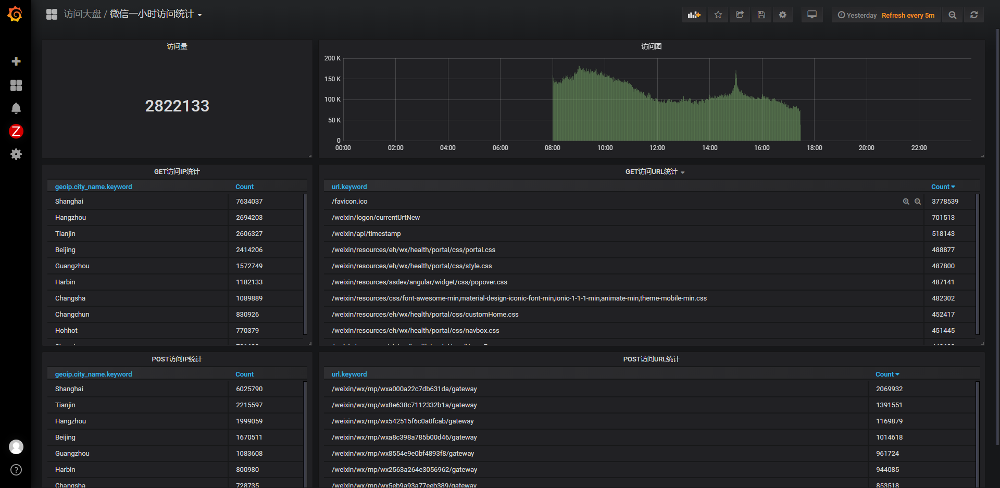 访问大盘 / 微信一小时访问统计
Yesterday Refresh every 5m
访问量
2822133
访问图
200 K
150 K
100 K
50 K
0
00:00 02:00 04:00 06:00 08:00 10:00 12:00 14:00 16:00 18:00 20:00 22:00
GET访问IP统计
geoip.city_name.keyword Count
Shanghai 7634037
Hangzhou 2694203
Tianjin 2606327
Beijing 2414206
Guangzhou 1572749
Harbin 1182133
Changsha 1089889
Changchun 830926
Hohhot 770379
GET访问URL统计
url.keyword Count
/favicon.ico 3778539
/weixin/logon/currentUrtNew 701513
/weixin/api/timestamp 518143
/weixin/resources/eh/wx/health/portal/css/portal.css 488877
/weixin/resources/eh/wx/health/portal/css/style.css 487800
/weixin/resources/ssdev/angular/widget/css/popover.css 487141
/weixin/resources/css/font-awesome-min,material-design-iconic-font-min,ionic-1-1-1-min,animate-min,theme-mobile-min.css 482302
/weixin/resources/eh/wx/health/portal/css/customHome.css 452417
/weixin/resources/eh/wx/health/portal/css/navbox.css 451445
POST访问IP统计
geoip.city_name.keyword Count
Shanghai 6025790
Tianjin 2215597
Hangzhou 1999059
Beijing 1670511
Guangzhou 1083608
Harbin 800980
Changsha 728735
POST访问URL统计
url.keyword Count
/weixin/wx/mp/wxa000a22c7db631da/gateway 2069932
/weixin/wx/mp/wx8e638c7112332b1a/gateway 1391551
/weixin/wx/mp/wx542515f6c0a0fcab/gateway 1169879
/weixin/wx/mp/wxa8c398a785b00d46/gateway 1014618
/weixin/wx/mp/wx8554e9e0bf4893f8/gateway 961724
/weixin/wx/mp/wx2563a264e3056962/gateway 944085
/weixin/wx/mp/wx5eb9a93a77eeb389/gateway 853518
Z
?